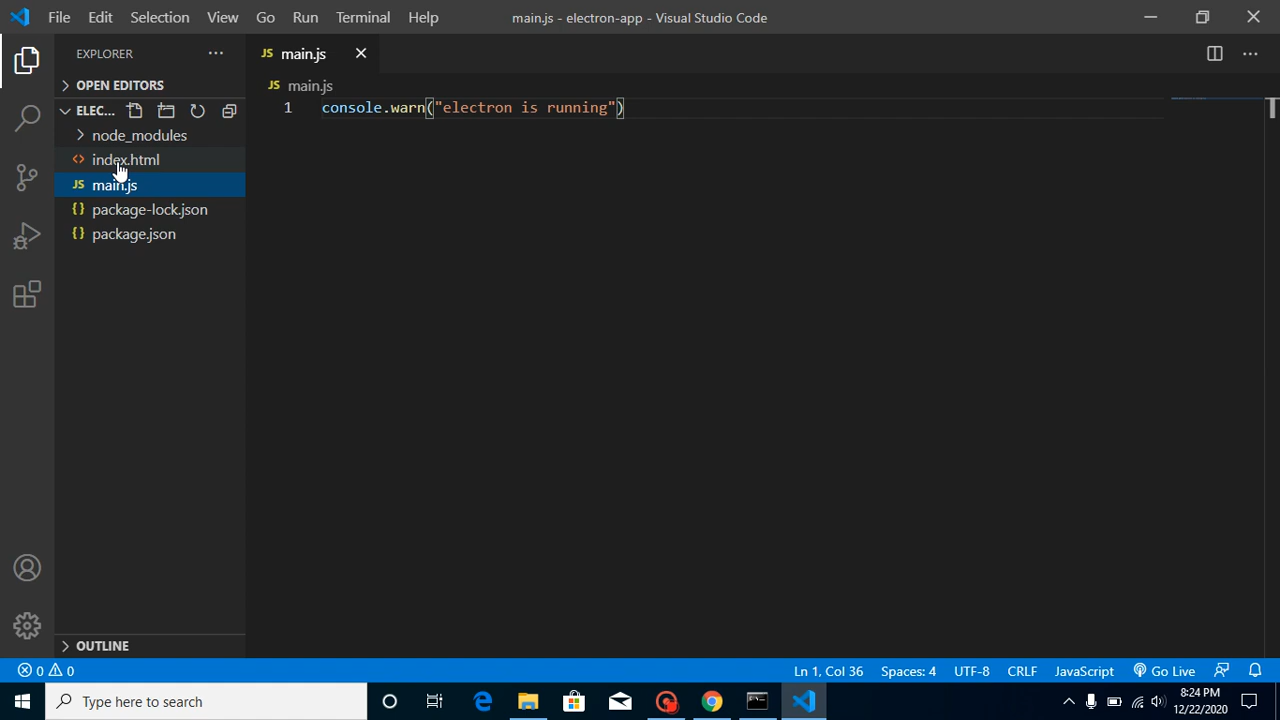 File Edit Selection View Go Run Terminal Help main.js - electron-app - Visual Studio Code
EXPLORER
JS main.js
OPEN EDITORS
JS main.js
ELEC...
1 console.warn("electron is running")
node_modules
<> index.html
JS main.js
{} package-lock.json
{} package.json
OUTLINE
0 0 Ln 1, Col 36 Spaces: 4 UTF-8 CRLF JavaScript Go Live
Type here to search
8:24 PM
12/22/2020